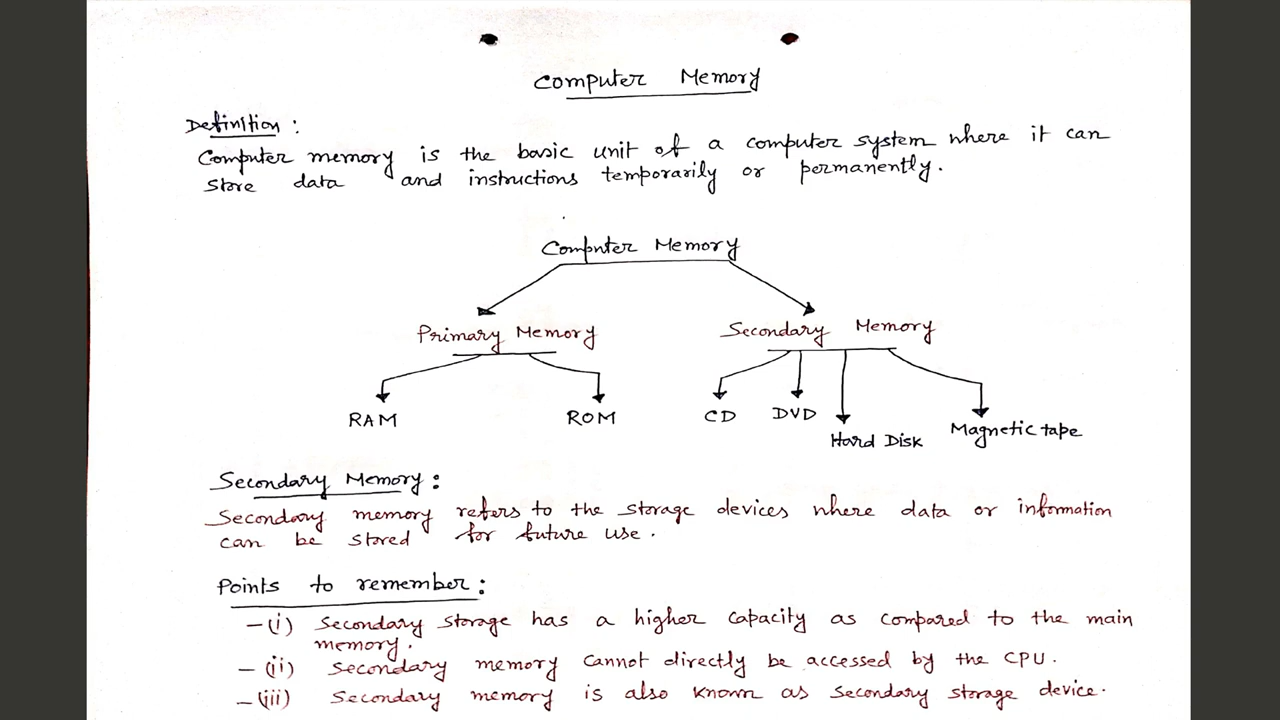 Computer Memory
Definition:
Computer memory is the basic unit of a computer system where it can
store data and instructions temporarily or permanently.
Computer Memory
Primary Memory Secondary Memory
RAM ROM CD DVD
Hard Disk Magnetic tape
Secondary Memory:
Secondary memory refers to the storage devices where data or information
can be stored for future use.
Points to remember:
-(i) Secondary storage has a higher capacity as compared to the main
memory.
-(ii) Secondary memory cannot directly be accessed by the CPU.
-(iii) Secondary memory is also known as secondary storage device.